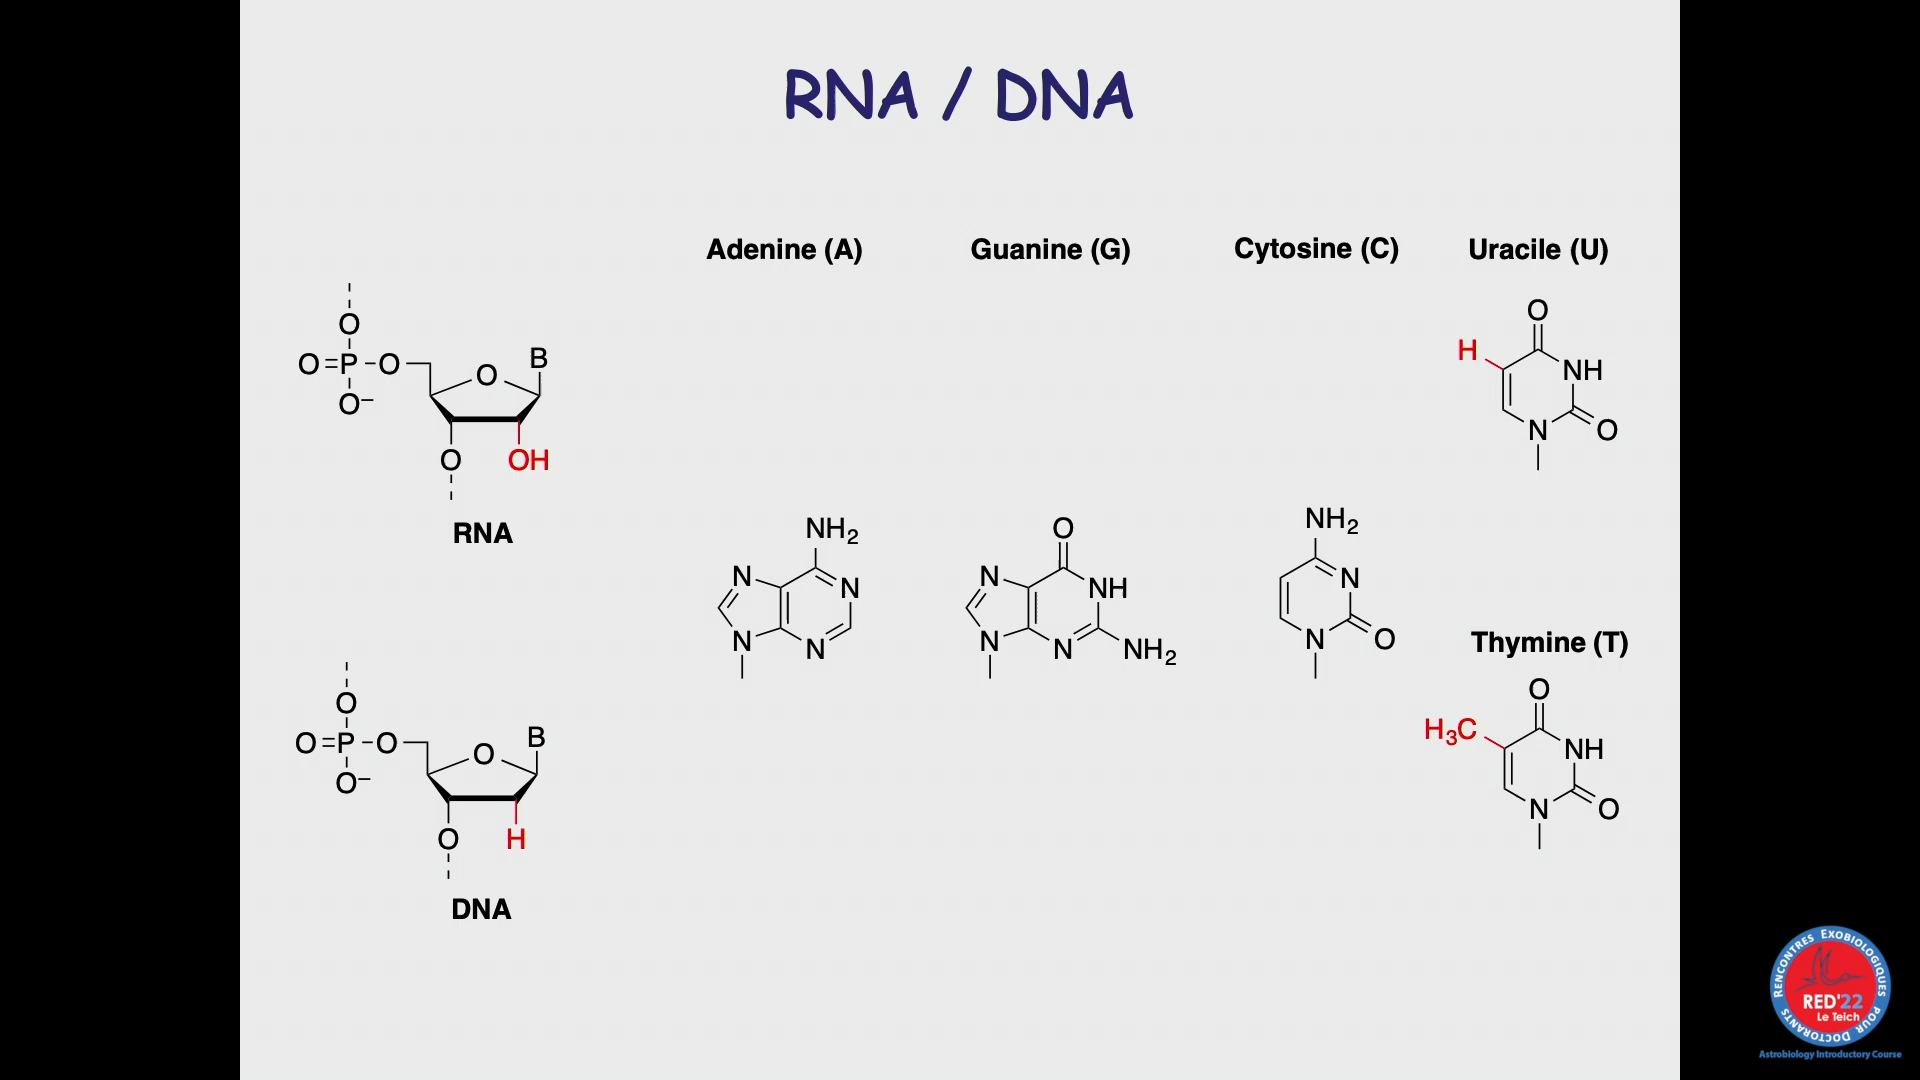 RNA / DNA
Adenine (A)
Guanine (G)
Cytosine (C)
Uracile (U)
O
O=P-O
O⁻
O
B
O
OH
RNA
O
H
NH
N
O
NH₂
N
N
N
N
O
N
NH
N
N
NH₂
NH₂
N
N
O
Thymine (T)
O
H₃C
NH
N
O
O
O=P-O
O⁻
O
B
O
H
DNA
RENCONTRES EXOBIOLOGIQUES POUR DOCTORANTS
RED'22
Le Teich
Astrobiology Introductory Course